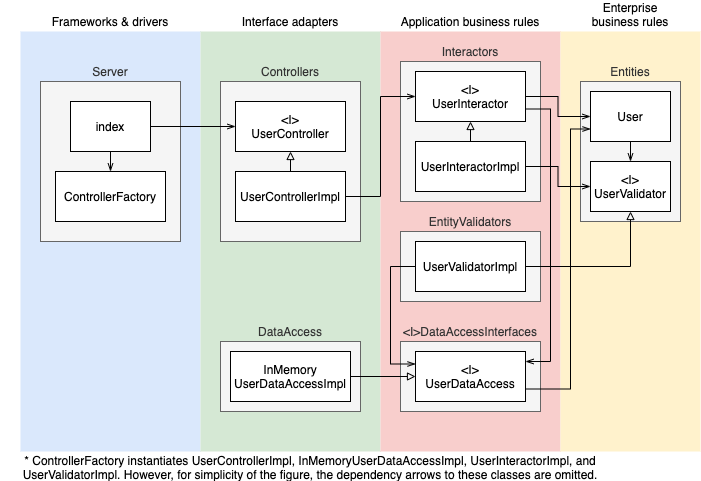 Frameworks & drivers
Interface adapters
Application business rules
Enterprise
business rules
Server
index
ControllerFactory
Controllers
<I>
UserController
UserControllerImpl
Interactors
<I>
UserInteractor
UserInteractorImpl
Entities
User
<I>
UserValidator
EntityValidators
UserValidatorImpl
DataAccess
InMemory
UserDataAccessImpl
<I>DataAccessInterfaces
<I>
UserDataAccess
* ControllerFactory instantiates UserControllerImpl, InMemoryUserDataAccessImpl, UserInteractorImpl, and
UserValidatorImpl. However, for simplicity of the figure, the dependency arrows to these classes are omitted.